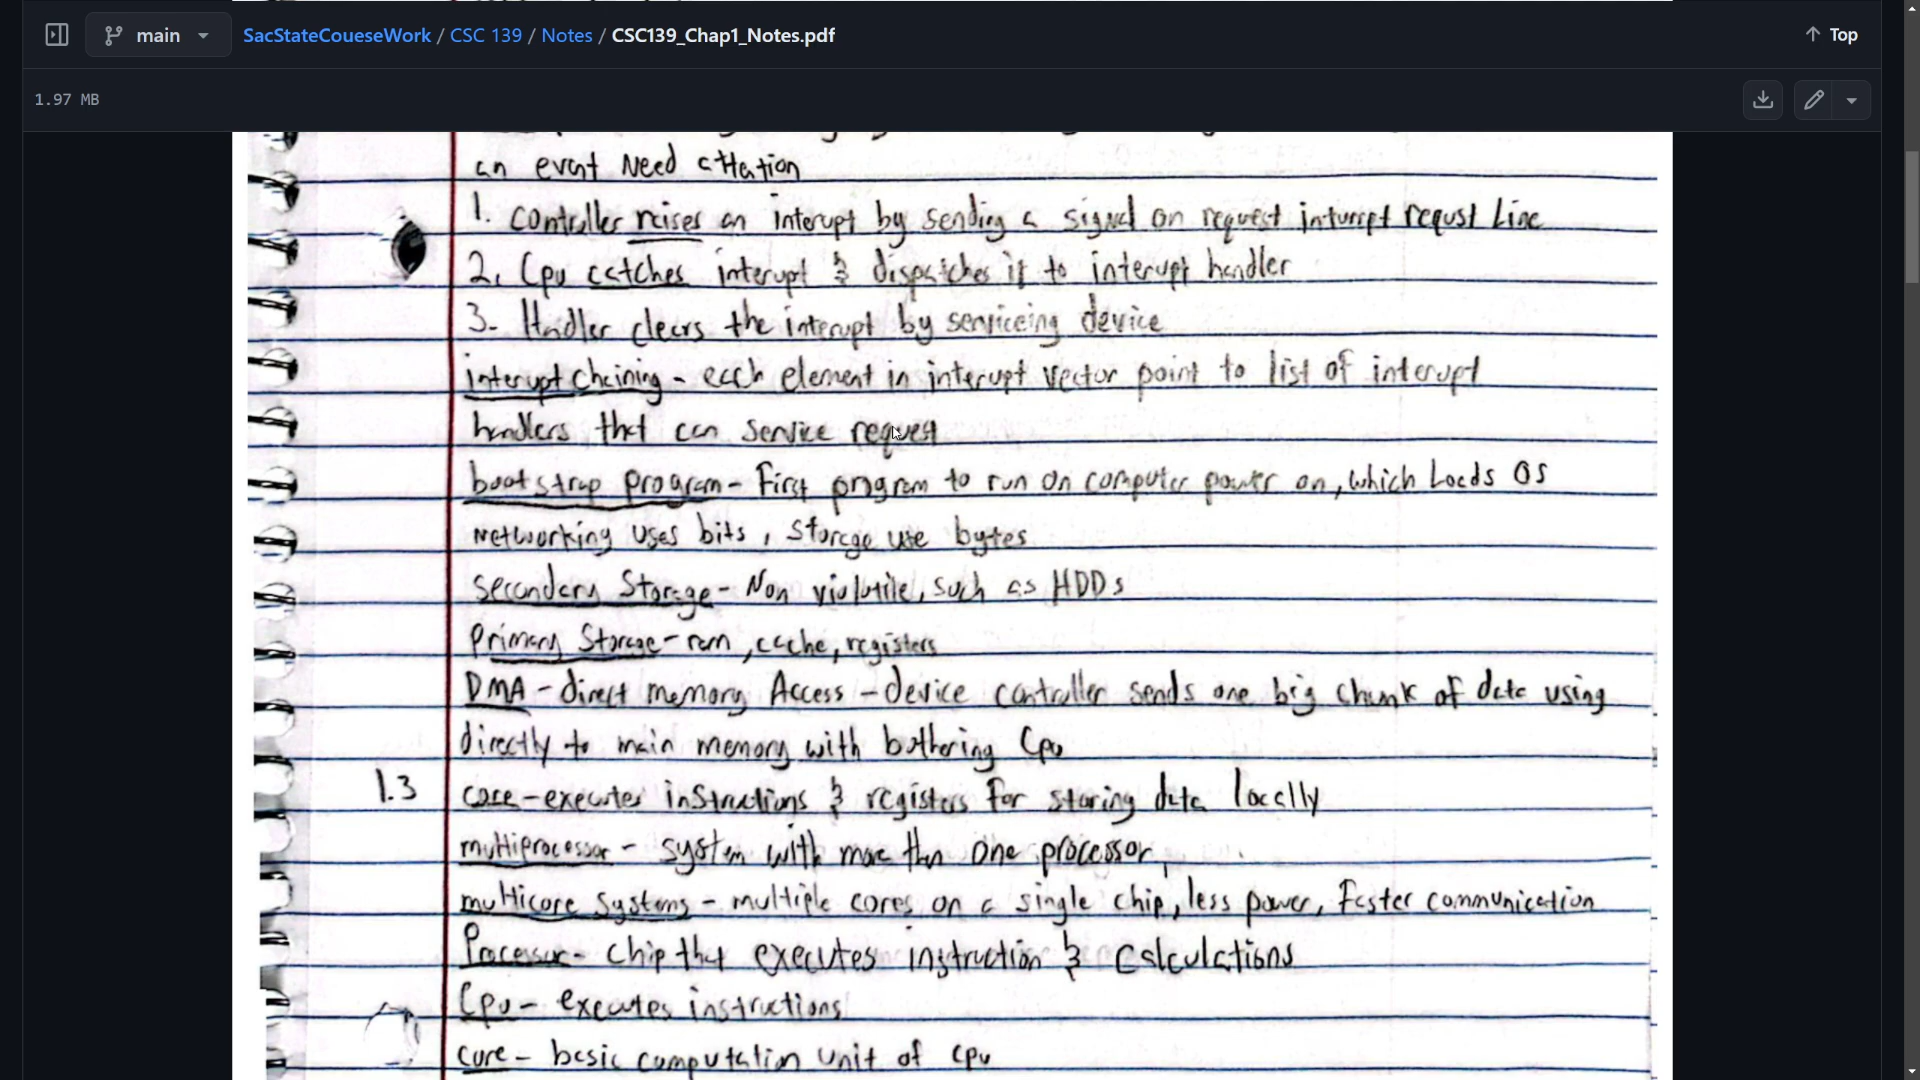 main
SacStateCoueseWork / CSC 139 / Notes / CSC139_Chap1_Notes.pdf
Top
1.97 MB
an event Need attation
1. controller raises an interupt by sending a signal on request interupt requst Line
2. Cpu catches interupt & dispatches it to interupt handler
3- Handler clears the interupt by serviceing device
interupt chaining - each element in interupt vector point to list of interupt
handlers that can service request
bootstrap program - First program to run on computer power on, which Loads OS
Networking uses bits, Storage use bytes
Secondary Storage - Non violutile, such as HDDs
Primary Storage - ram, cache, registers
DMA - direct memory Access - device controller sends one big chunk of data using
directly to main memory with bothering Cpu
1.3 core - executes instructions & registers for storing data locally
multiprocessor - system with more than one processor,
multicore systems - multiple cores on a single chip, less power, faster communication
Processor - chip that executes instruction & calculations
Cpu - executes instructions
core - basic computation unit of cpu